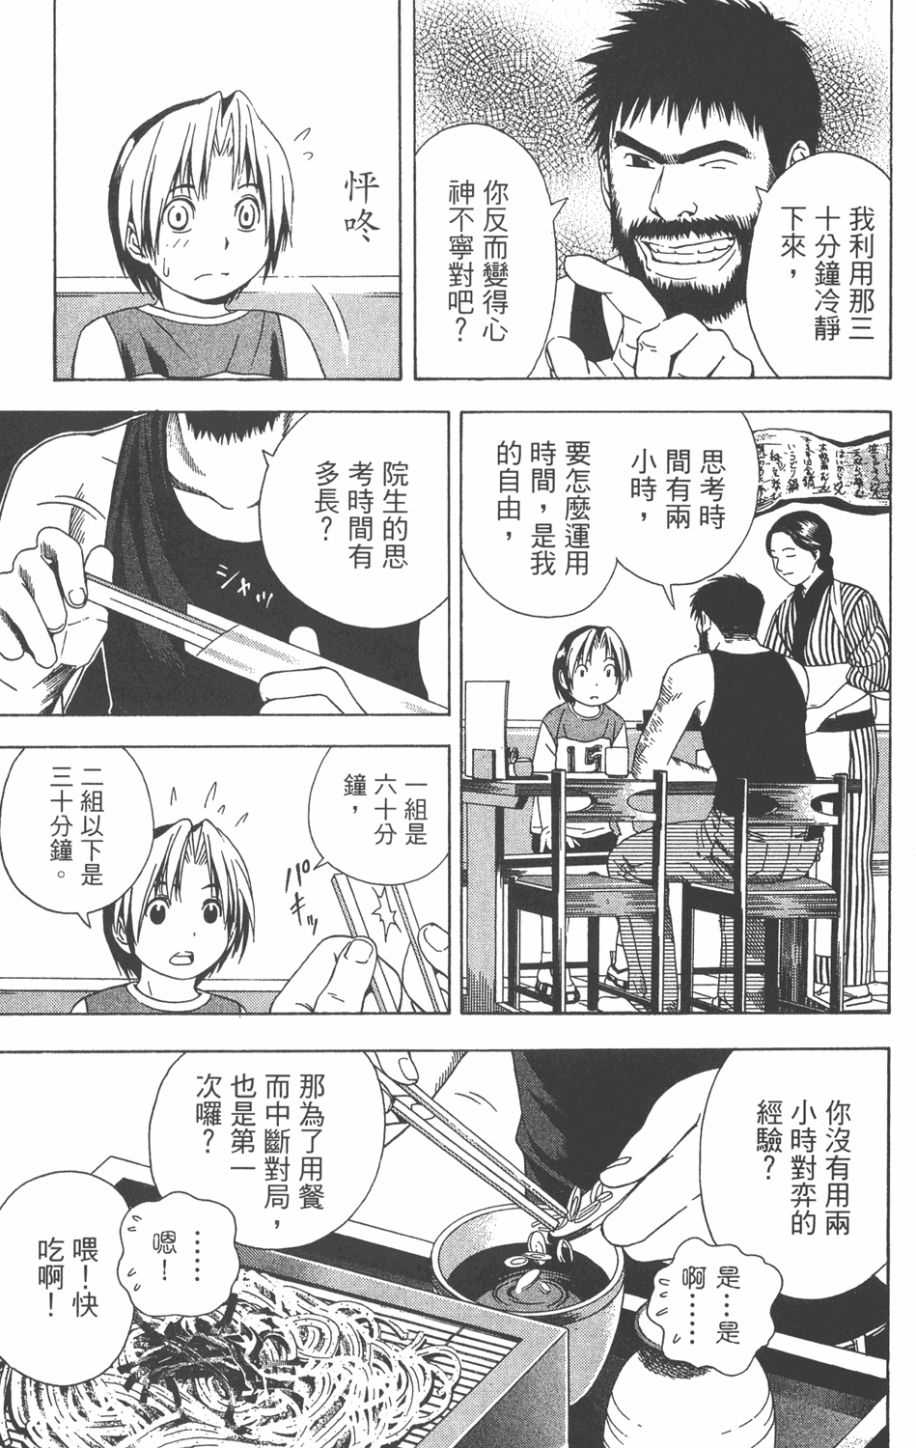 我利用那三
十分鐘冷靜
下來，
你反而變得心
神不寧對吧？
怦咚
思考時
間有兩
小時，
要怎麼運用
時間，是我
的自由，
院生的思
考時間有
多長？
シャッ
一組是
六十分
鐘，
パキッ
二組以下是
三十分鐘。
你沒有用兩
小時對弈的
經驗？
是…是
啊……
那為了用餐
而中斷對局，
也是第一
次囉？
……
嗯！
喂！快
吃啊！